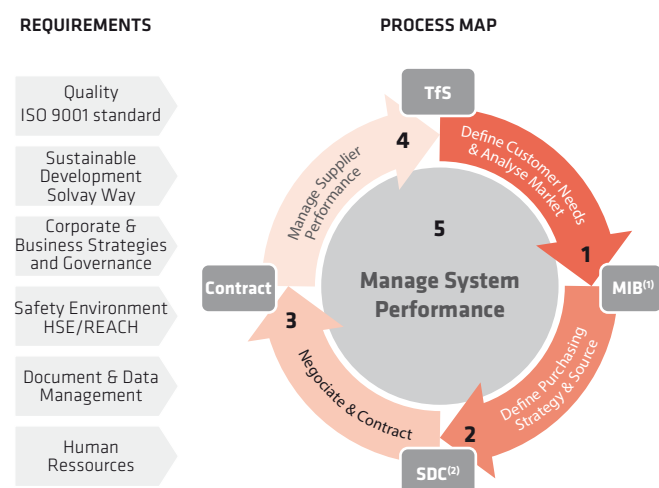 REQUIREMENTS
Quality
ISO 9001 standard
Sustainable
Development
Solvay Way
Corporate &
Business Strategies
and Governance
Safety Environment
HSE/REACH
Document & Data
Management
Human
Ressources
PROCESS MAP
TfS
Define Customer Needs
& Analyse Market
1
MIB(1)
Define Purchasing
Strategy & Source
2
SDC(2)
Negociate & Contract
3
Contract
Manage Supplier
Performance
4
5
Manage System
Performance